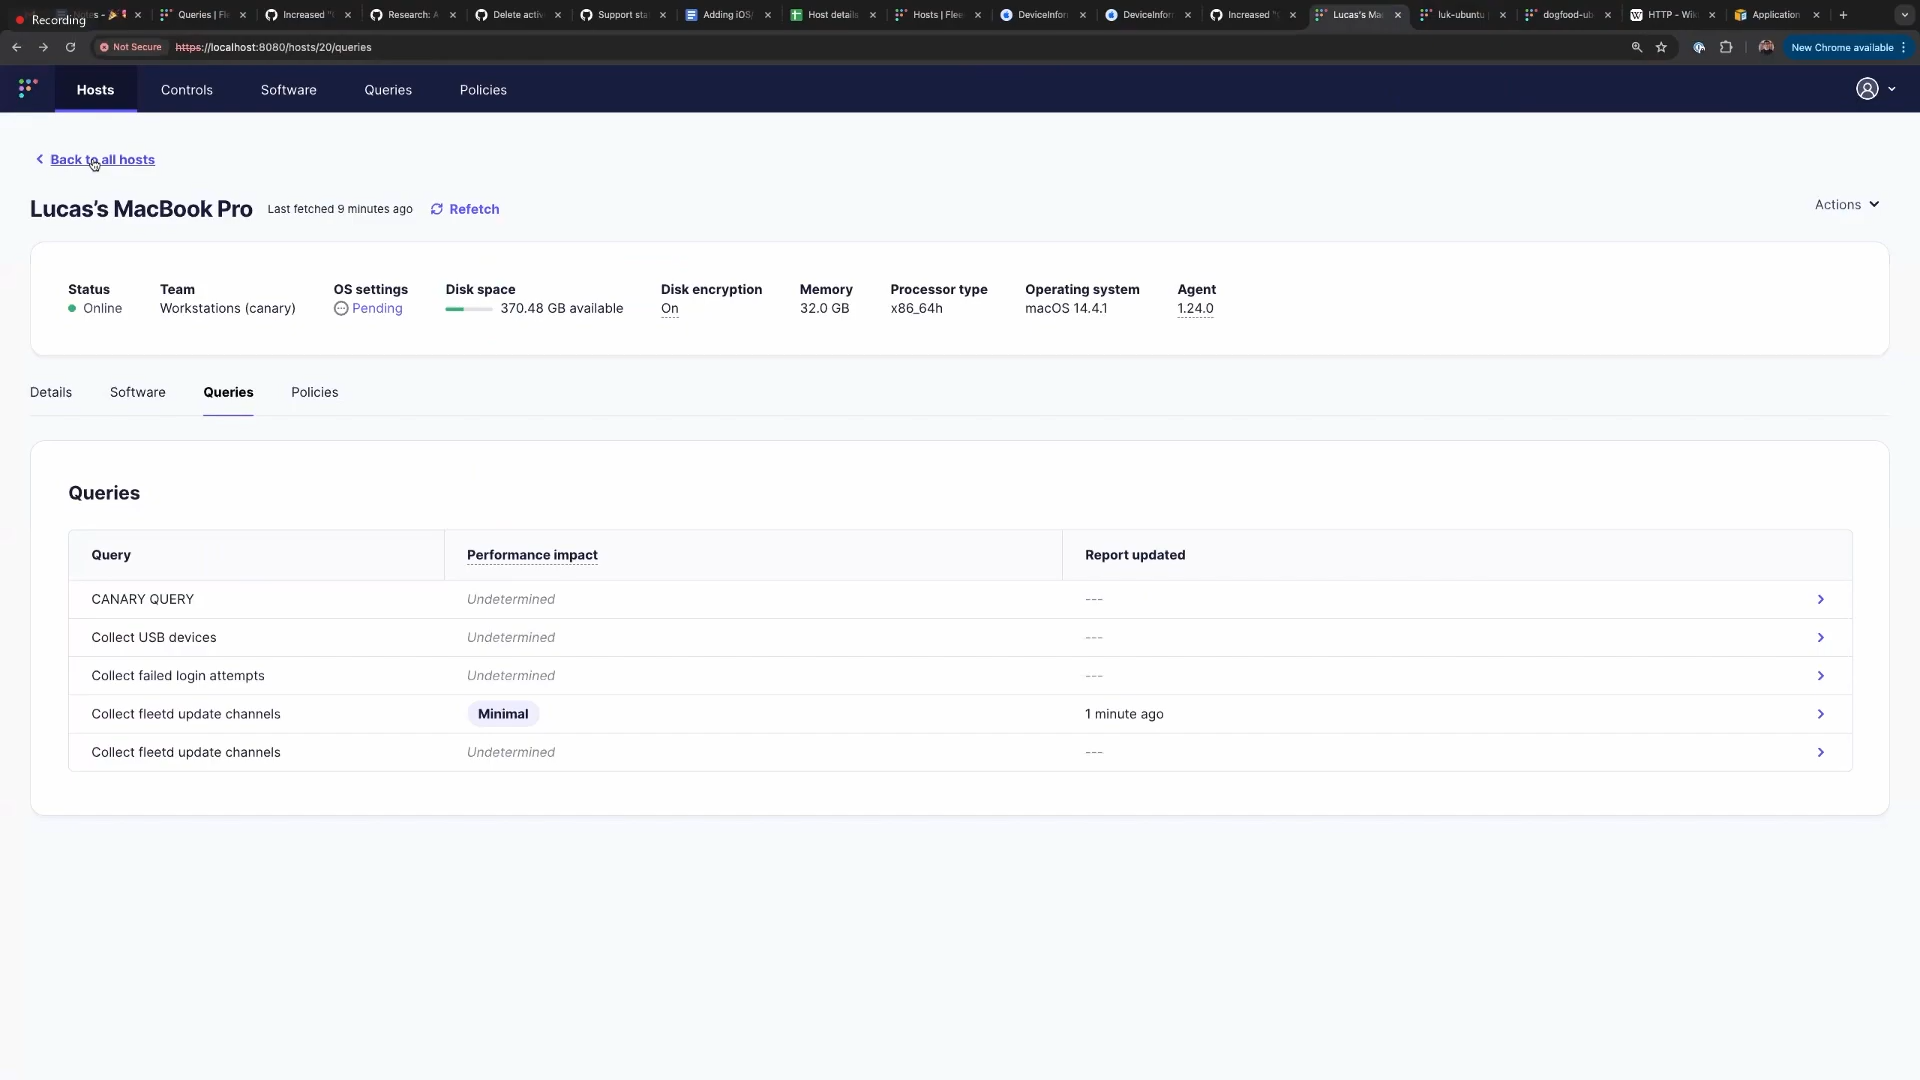 Recording
Queries | Fle
Increased "
Research: A
Delete activ
Support sta
Adding iOS/
Host details
Hosts | Flee
DeviceInfor
DeviceInfor
Increased "
Lucas's Ma
luk-ubuntu
dogfood-ub
HTTP - Wik
Application
Not Secure
https://localhost:8080/hosts/20/queries
New Chrome available
Hosts
Controls
Software
Queries
Policies
Back to all hosts
Lucas's MacBook Pro
Last fetched 9 minutes ago
Refetch
Actions
Status
Team
OS settings
Disk space
Disk encryption
Memory
Processor type
Operating system
Agent
Online
Workstations (canary)
Pending
370.48 GB available
On
32.0 GB
x86_64h
macOS 14.4.1
1.24.0
Details
Software
Queries
Policies
Queries
Query
Performance impact
Report updated
CANARY QUERY
Undetermined
---
Collect USB devices
Undetermined
---
Collect failed login attempts
Undetermined
---
Collect fleetd update channels
Minimal
1 minute ago
Collect fleetd update channels
Undetermined
---